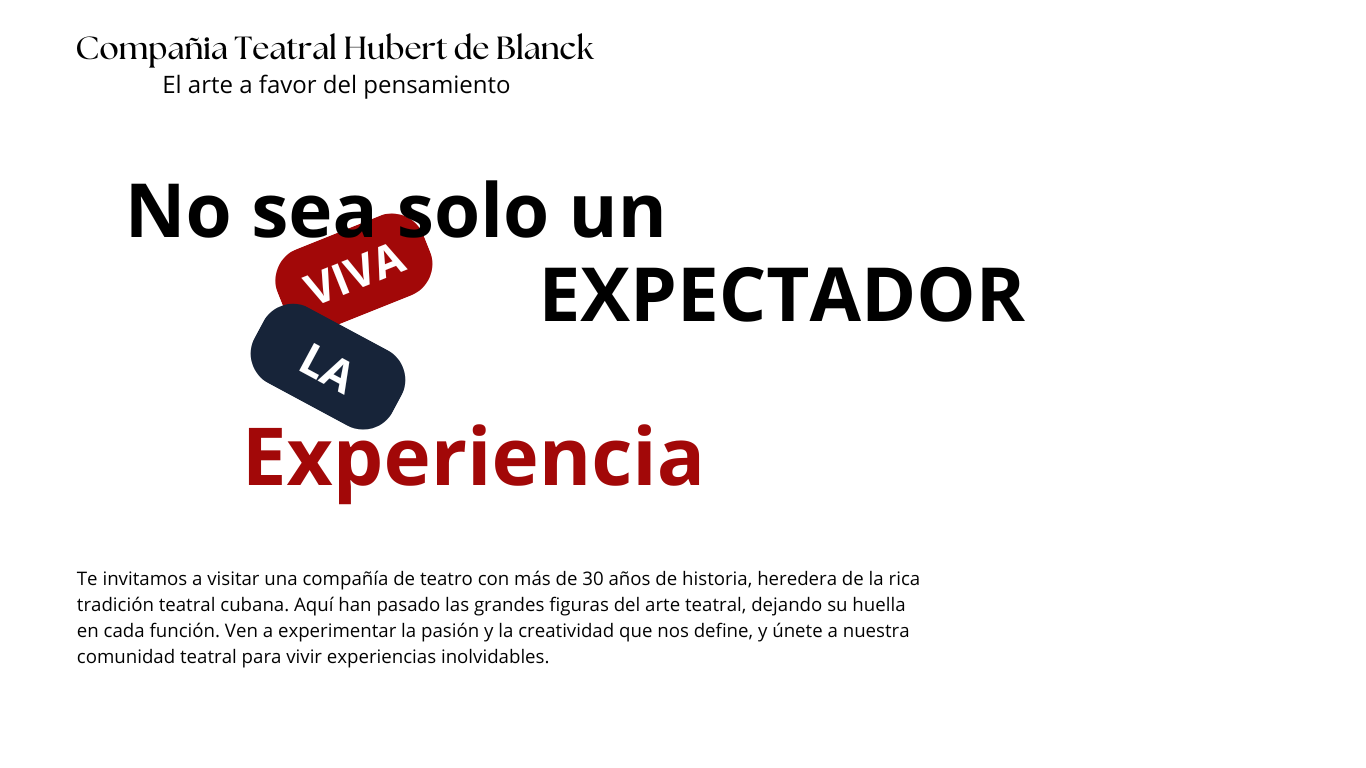 Compañia Teatral Hubert de Blanck
El arte a favor del pensamiento
No sea solo un
EXPECTADOR
VIVA
LA
Experiencia
Te invitamos a visitar una compañía de teatro con más de 30 años de historia, heredera de la rica
tradición teatral cubana. Aquí han pasado las grandes figuras del arte teatral, dejando su huella
en cada función. Ven a experimentar la pasión y la creatividad que nos define, y únete a nuestra
comunidad teatral para vivir experiencias inolvidables.